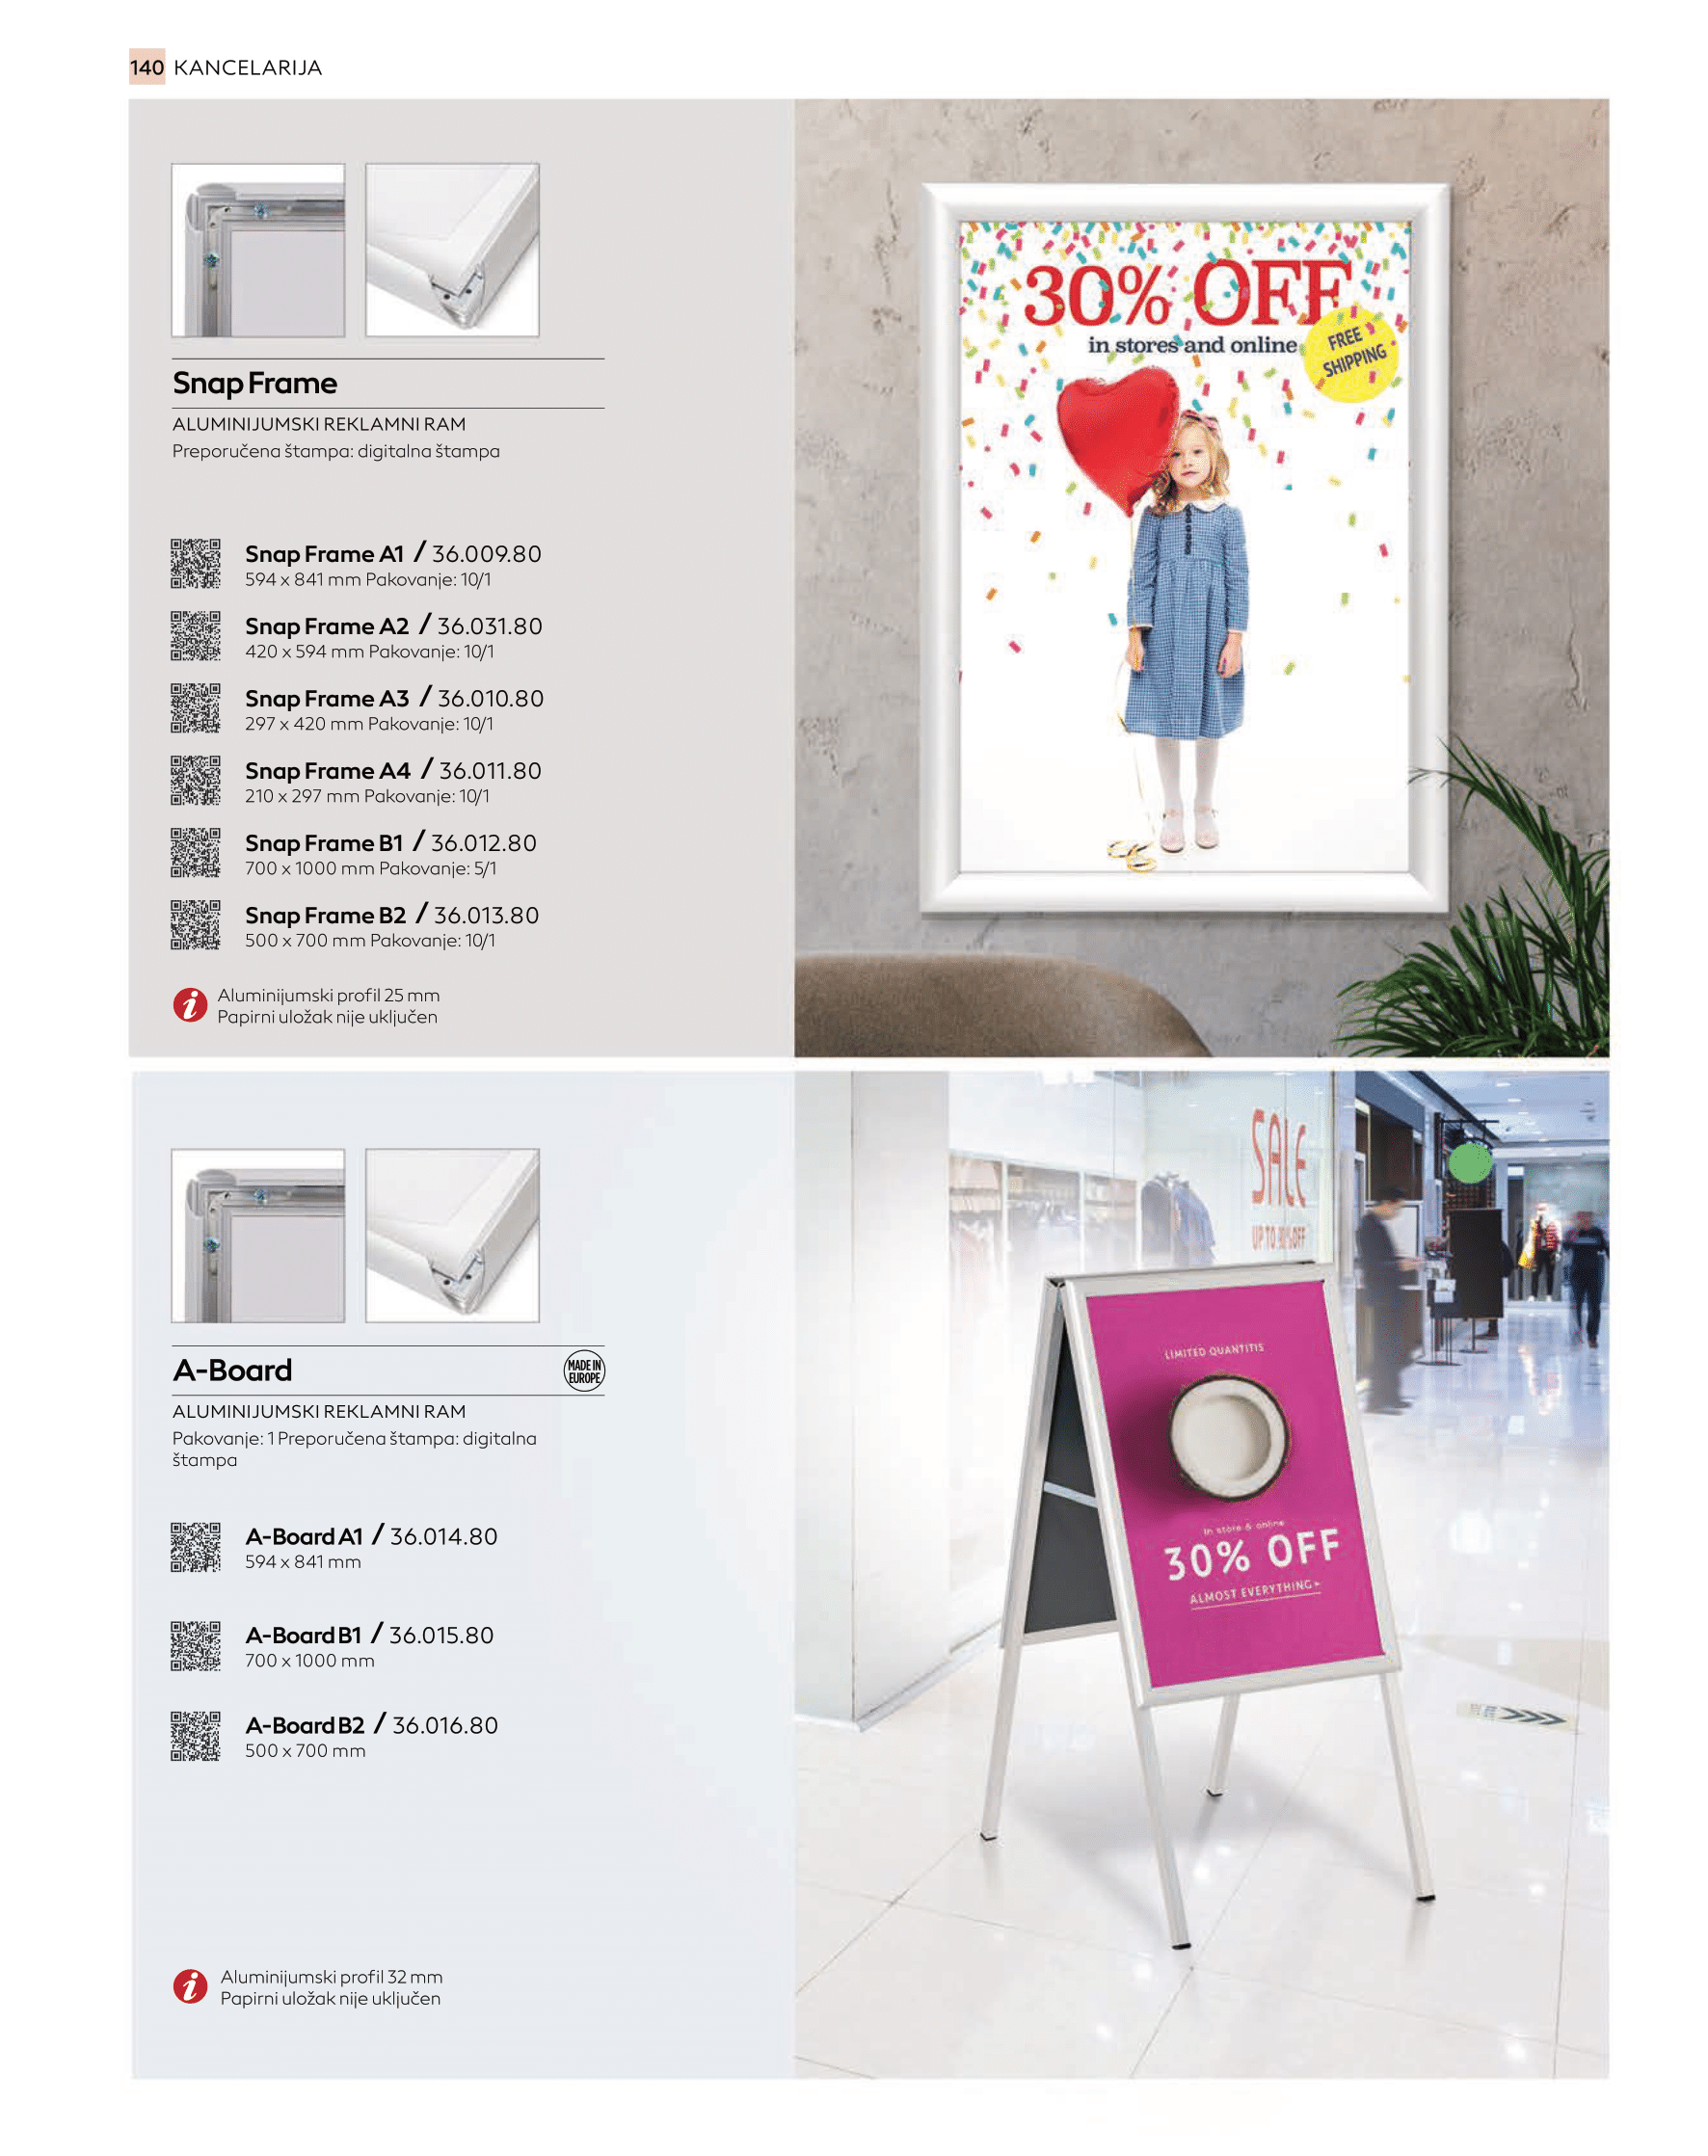 140 KANCELARIJA
30% OFF
in stores and online
FREE
SHIPPING
Snap Frame
ALUMINIJUMSKI REKLAMNI RAM
Preporučena štampa: digitalna štampa
Snap Frame A1 / 36.009.80
594 x 841 mm Pakovanje: 10/1
Snap Frame A2 / 36.031.80
420 x 594 mm Pakovanje: 10/1
Snap Frame A3 / 36.010.80
297 x 420 mm Pakovanje: 10/1
Snap Frame A4 / 36.011.80
210 x 297 mm Pakovanje: 10/1
Snap Frame B1 / 36.012.80
700 x 1000 mm Pakovanje: 5/1
Snap Frame B2 / 36.013.80
500 x 700 mm Pakovanje: 10/1
Aluminijumski profil 25 mm
Papirni uložak nije uključen
SALE
UP TO OFF
A-Board
MADE IN
EUROPE
ALUMINIJUMSKI REKLAMNI RAM
Pakovanje: 1 Preporučena štampa: digitalna
štampa
A-Board A1 / 36.014.80
594 x 841 mm
A-Board B1 / 36.015.80
700 x 1000 mm
A-Board B2 / 36.016.80
500 x 700 mm
LIMITED QUANTITIS
In store & online
30% OFF
ALMOST EVERYTHING
Aluminijumski profil 32 mm
Papirni uložak nije uključen